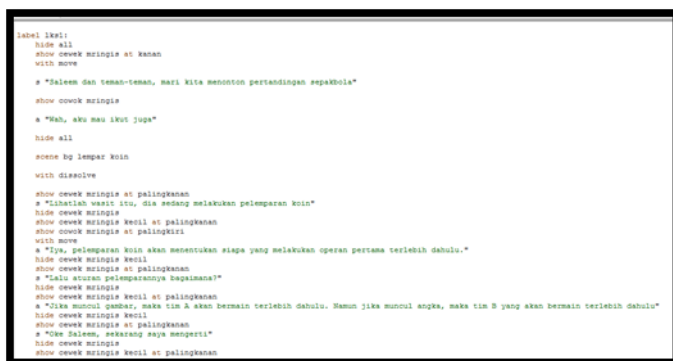 label lks1:
hide all
show cewek mringis at kanan
with move
s "Saleem dan teman-teman, mari kita menonton pertandingan sepakbola"
show cowok mringis
a "Wah, aku mau ikut juga"
hide all
scene bg lempar koin
with dissolve
show cewek mringis at palingkanan
s "Lihatlah wasit itu, dia sedang melakukan pelemparan koin"
hide cewek mringis
show cewek mringis kecil at palingkanan
show cowok mringis at palingkiri
with move
a "Iya, pelemparan koin akan menentukan siapa yang melakukan operan pertama terlebih dahulu."
hide cewek mringis kecil
show cewek mringis at palingkanan
s "Lalu aturan pelemparannya bagaimana?"
hide cewek mringis
show cewek mringis kecil at palingkanan
a "Jika muncul gambar, maka tim A akan bermain terlebih dahulu. Namun jika muncul angka, maka tim B yang akan bermain terlebih dahulu"
hide cewek mringis kecil
show cewek mringis at palingkanan
s "Oke Saleem, sekarang saya mengerti"
hide cewek mringis
show cewek mringis kecil at palingkanan